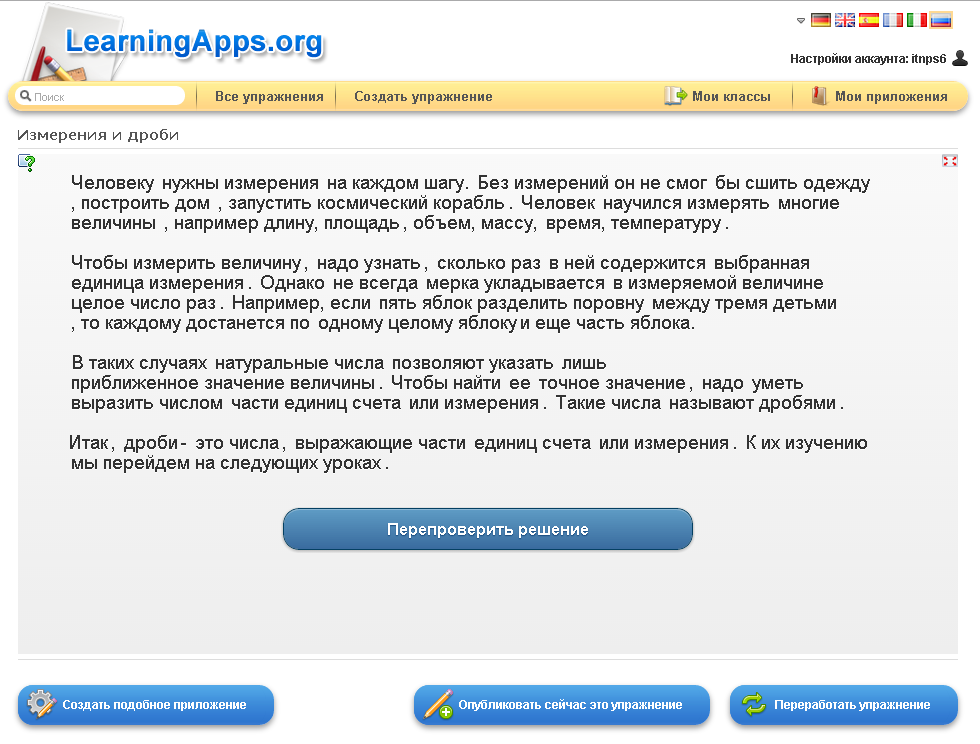 LearningApps.org
Настройки аккаунта: itnps6
Поиск
Все упражнения
Создать упражнение
Мои классы
Мои приложения
Измерения и дроби
Человеку нужны измерения на каждом шагу. Без измерений он не смог бы сшить одежду
, построить дом , запустить космический корабль . Человек научился измерять многие
величины , например длину, площадь , объем, массу, время, температуру .
Чтобы измерить величину , надо узнать , сколько раз в ней содержится выбранная
единица измерения . Однако не всегда мерка укладывается в измеряемой величине
целое число раз . Например, если пять яблок разделить поровну между тремя детьми
, то каждому достанется по одному целому яблоку и еще часть яблока.
В таких случаях натуральные числа позволяют указать лишь
приближенное значение величины . Чтобы найти ее точное значение , надо уметь
выразить числом части единиц счета или измерения . Такие числа называют дробями .
Итак , дроби - это числа , выражающие части единиц счета или измерения . К их изучению
мы перейдем на следующих уроках .
Перепроверить решение
Создать подобное приложение
Опубликовать сейчас это упражнение
Переработать упражнение